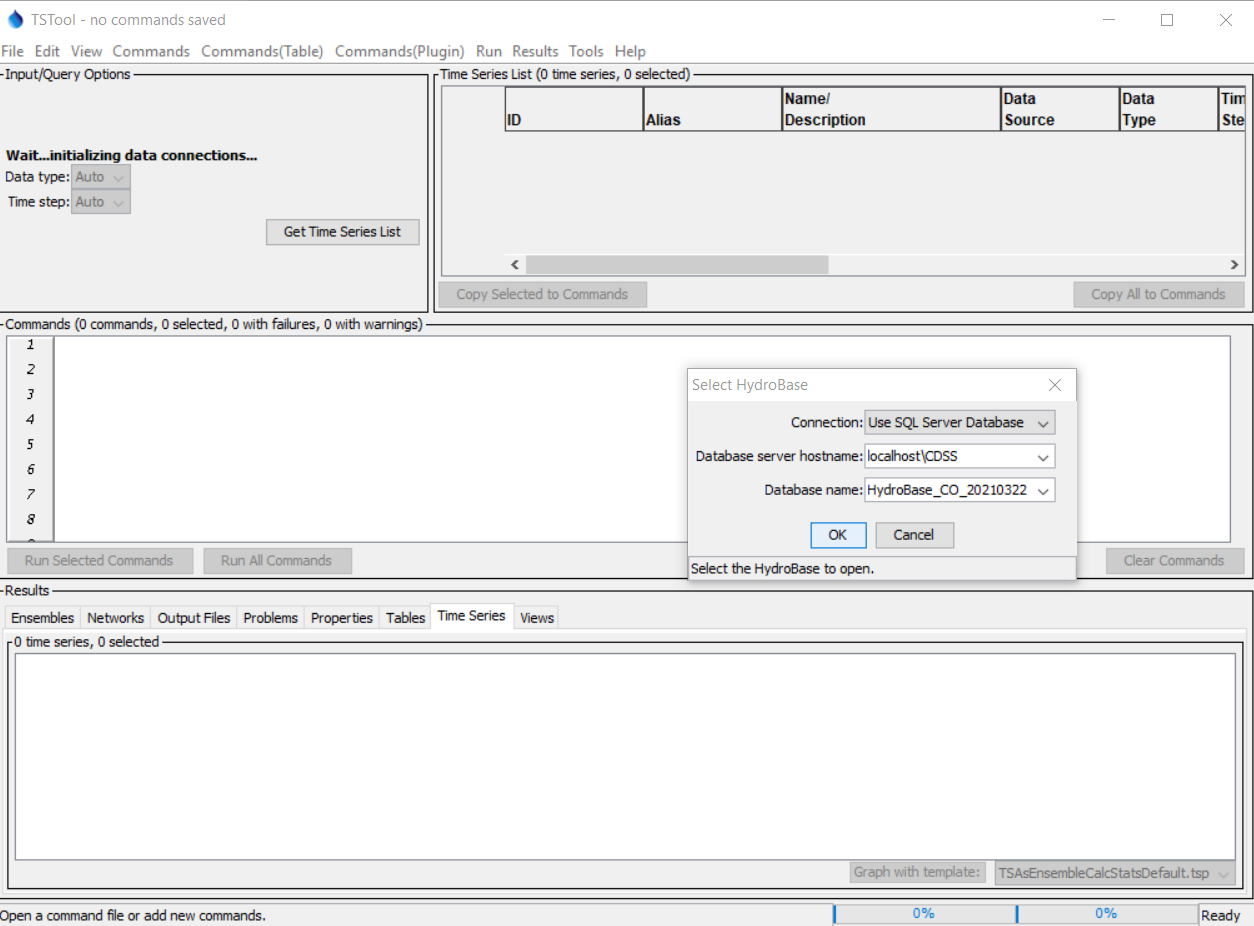 TSTool - no commands saved
File Edit View Commands Commands(Table) Commands(Plugin) Run Results Tools Help
Input/Query Options
Wait...initializing data connections...
Data type: Auto
Time step: Auto
Get Time Series List
Time Series List (0 time series, 0 selected)
ID Alias Name/ Description Data Source Data Type Tim Ste
Copy Selected to Commands Copy All to Commands
Commands (0 commands, 0 selected, 0 with failures, 0 with warnings)
1
2
3
4
5
6
7
8
Select HydroBase
Connection: Use SQL Server Database
Database server hostname: localhost\CDSS
Database name: HydroBase_CO_20210322
OK Cancel
Select the HydroBase to open.
Run Selected Commands Run All Commands Clear Commands
Results
Ensembles Networks Output Files Problems Properties Tables Time Series Views
0 time series, 0 selected
Graph with template: TSAsEnsembleCalcStatsDefault.tsp
Open a command file or add new commands. 0% 0% Ready